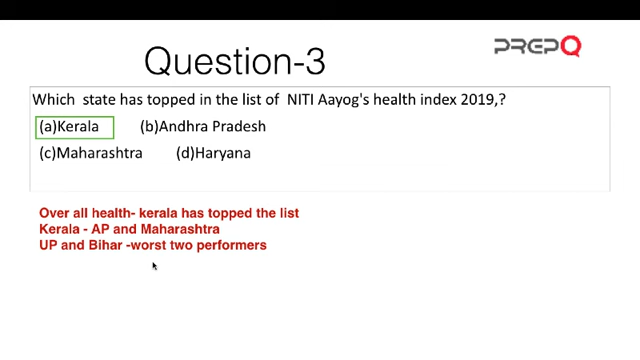 PREPQ
Question-3
Which state has topped in the list of NITI Aayog's health index 2019,?
(a)Kerala (b)Andhra Pradesh
(c)Maharashtra (d)Haryana
Over all health- kerala has topped the list
Kerala - AP and Maharashtra
UP and Bihar -worst two performers